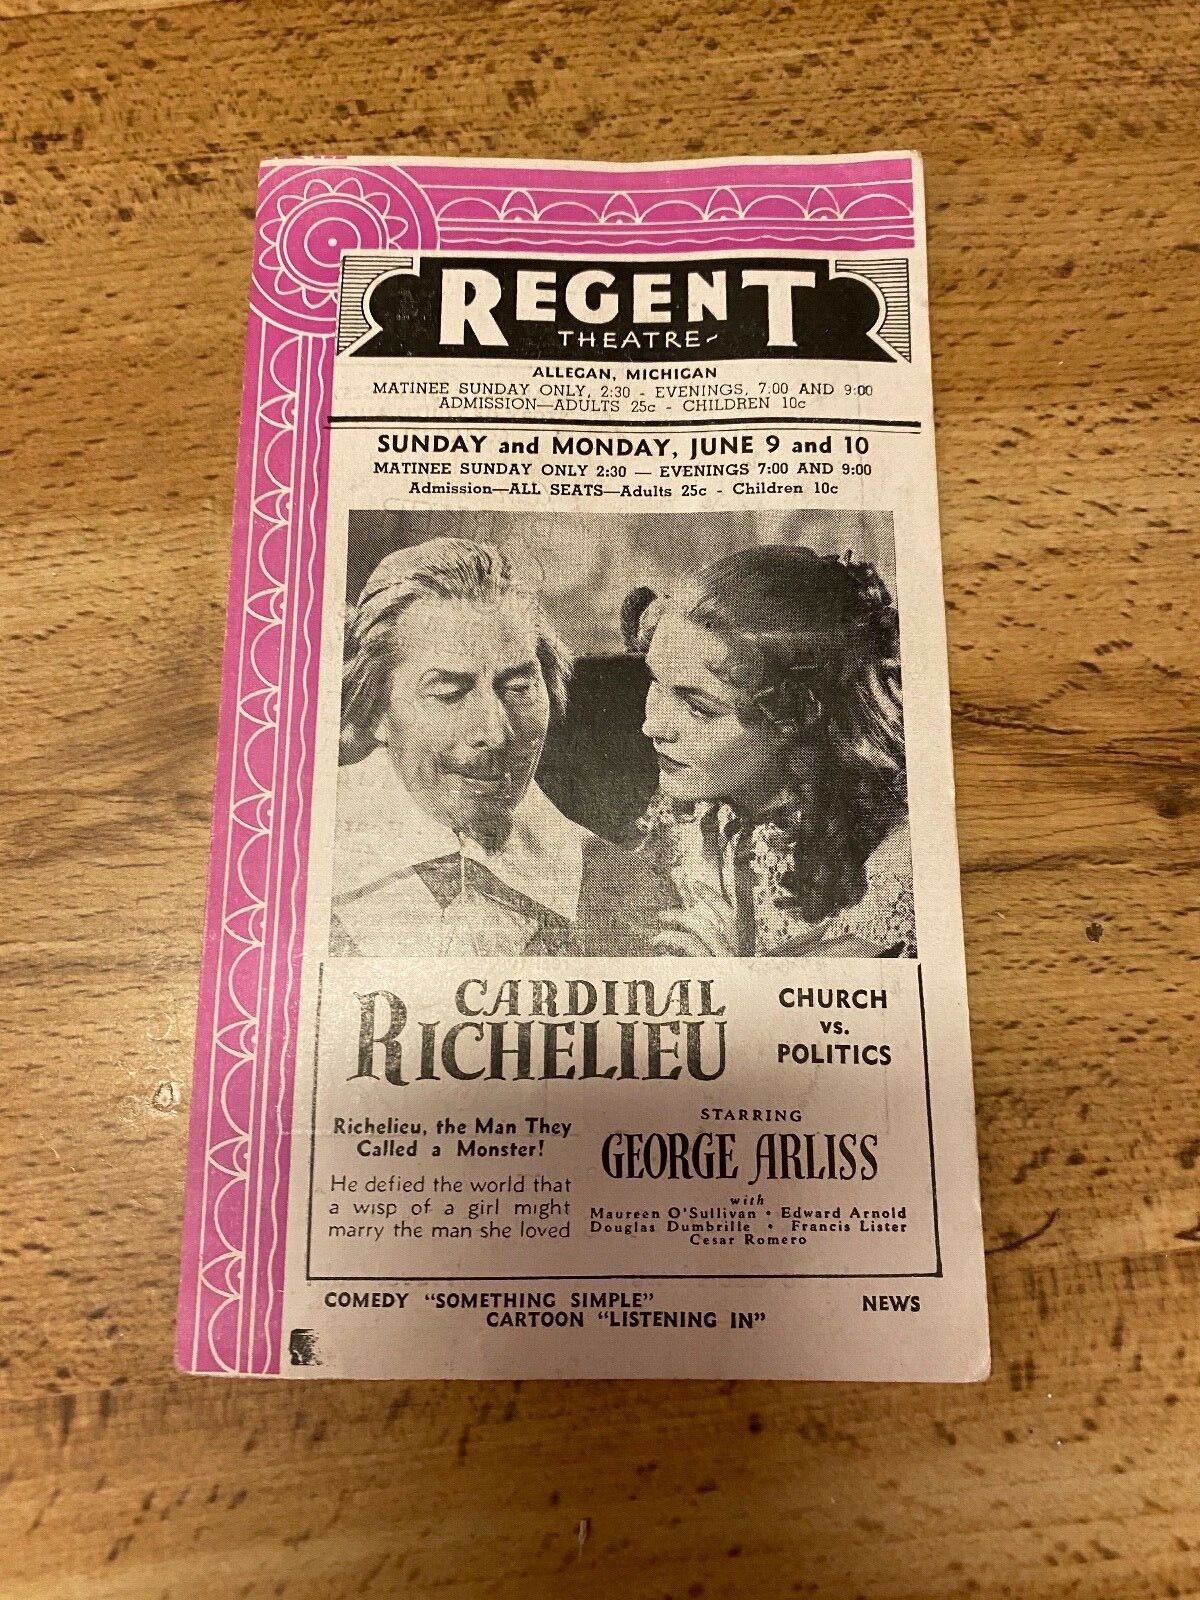 REGENT
THEATRE~
ALLEGAN, MICHIGAN
MATINEE SUNDAY ONLY, 2:30 - EVENINGS, 7:00 AND 9:00
ADMISSION—ADULTS 25c - CHILDREN 10c
SUNDAY and MONDAY, JUNE 9 and 10
MATINEE SUNDAY ONLY 2:30 — EVENINGS 7:00 AND 9:00
Admission—ALL SEATS—Adults 25c - Children 10c
CARDINAL
RICHELIEU
CHURCH
vs.
POLITICS
Richelieu, the Man They
Called a Monster!
He defied the world that
a wisp of a girl might
marry the man she loved
STARRING
GEORGE ARLISS
with
Maureen O'Sullivan • Edward Arnold
Douglas Dumbrille • Francis Lister
Cesar Romero
COMEDY "SOMETHING SIMPLE" NEWS
CARTOON "LISTENING IN"